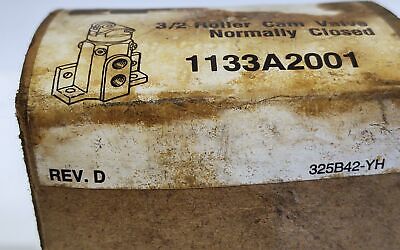 3/2 Roller Cam Valve
Normally Closed
1133A2001
REV. D
325B42-YH